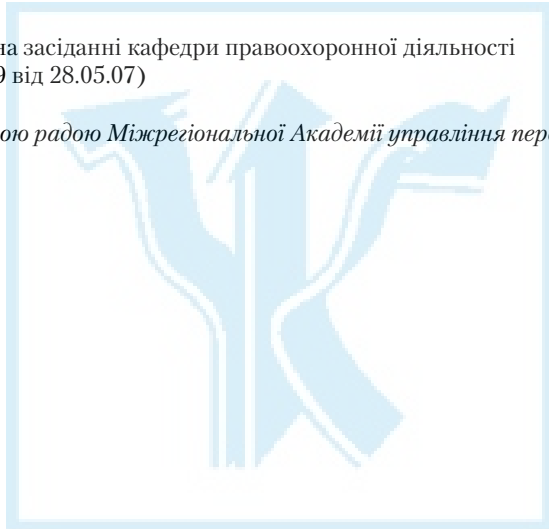 на засіданні кафедри правоохоронної діяльності
9 від 28.05.07)
ою радою Міжрегіональної Академії управління пер